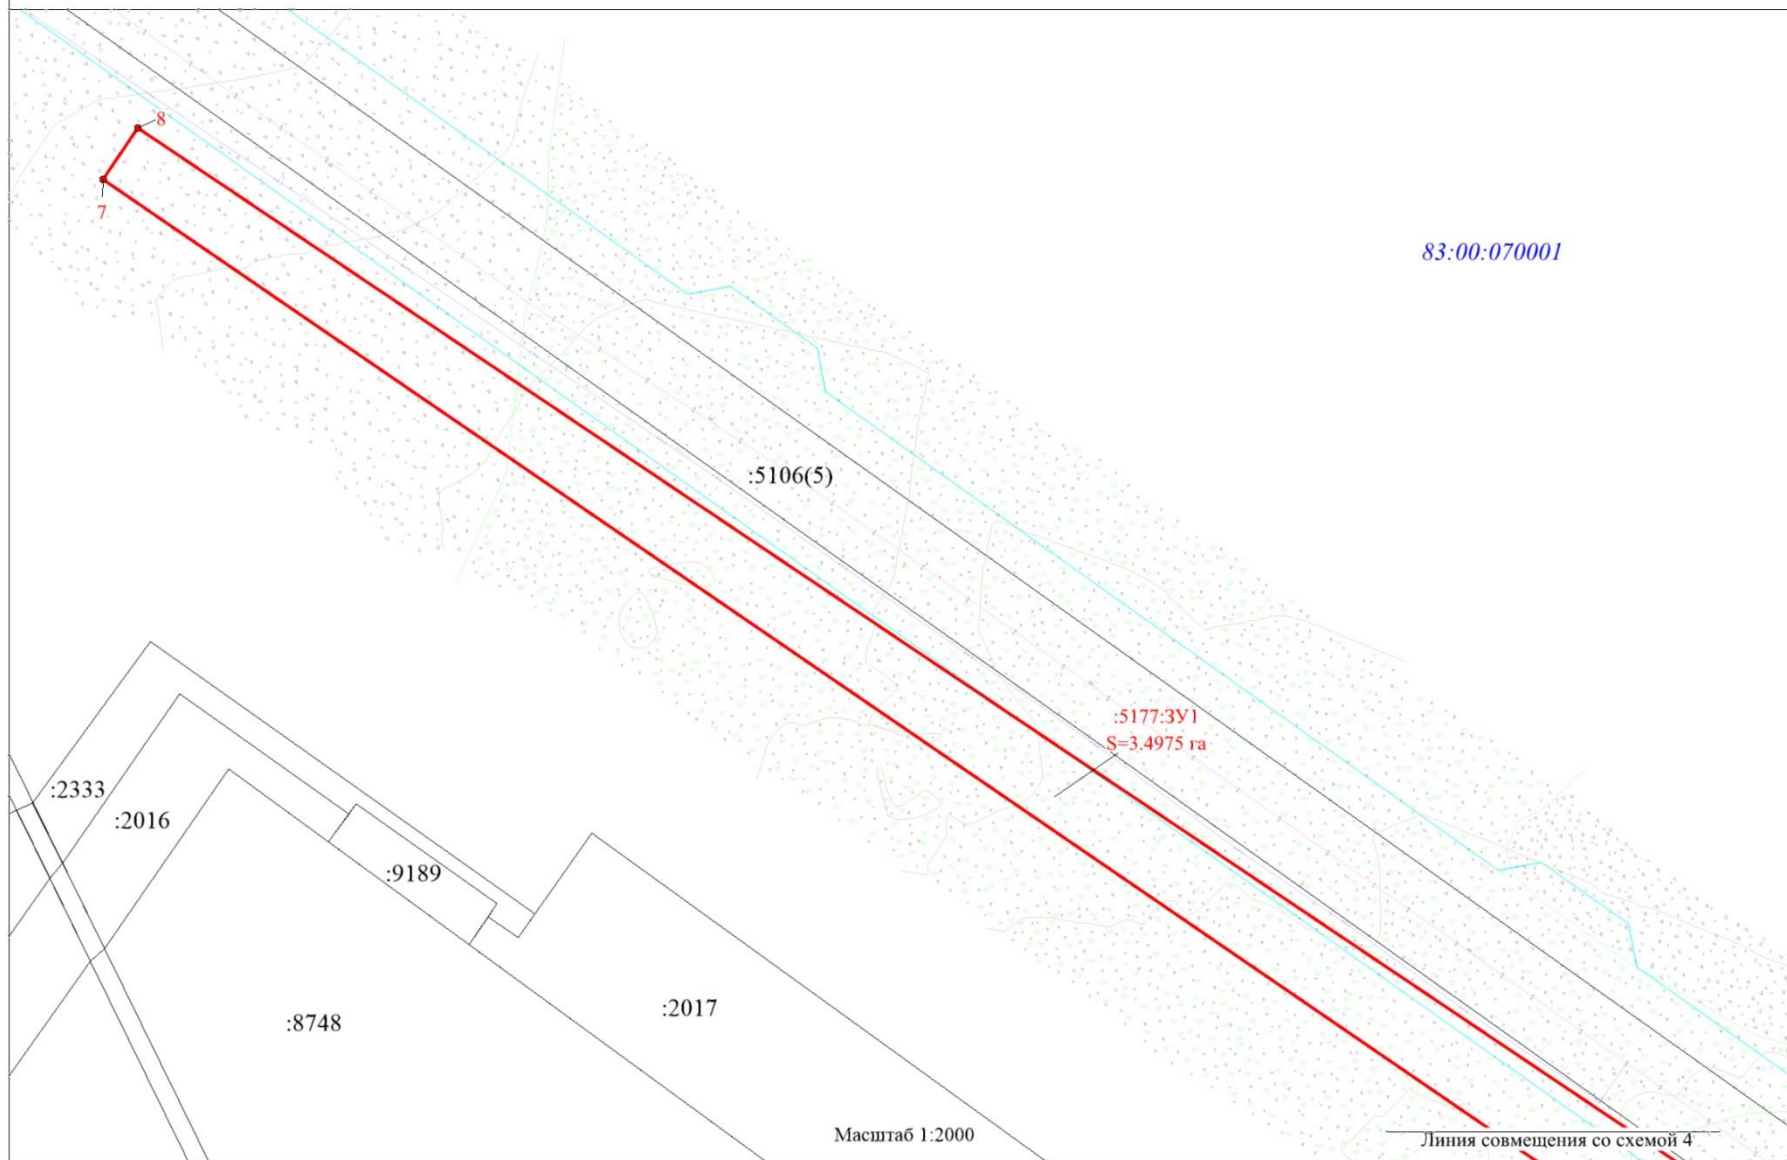 8
7
83:00:070001
:5106(5)
:5177:ЗУ1
S=3.4975 га
:2333
:2016
:9189
:2017
:8748
Масштаб 1:2000
Линия совмещения со схемой 4